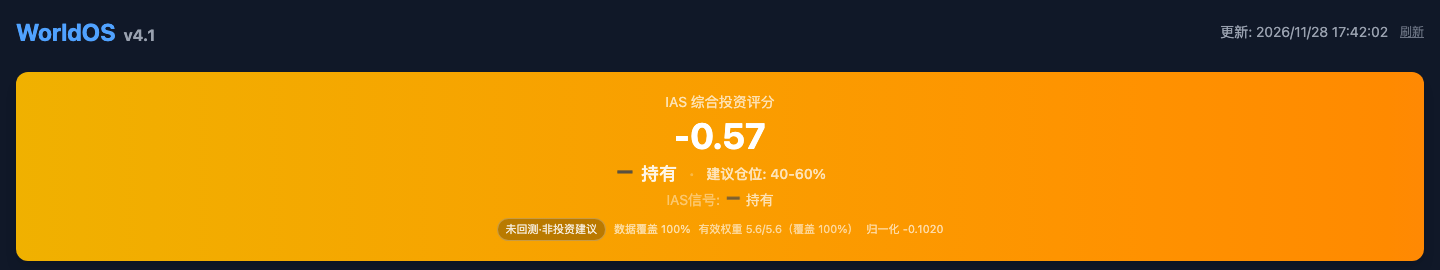 WorldOS v4.1
更新: 2026/11/28 17:42:02 刷新
IAS 综合投资评分
-0.57
➖ 持有 · 建议仓位: 40-60%
IAS信号: ➖ 持有
未回测·非投资建议 数据覆盖 100% 有效权重 5.6/5.6（覆盖 100%） 归一化 -0.1020